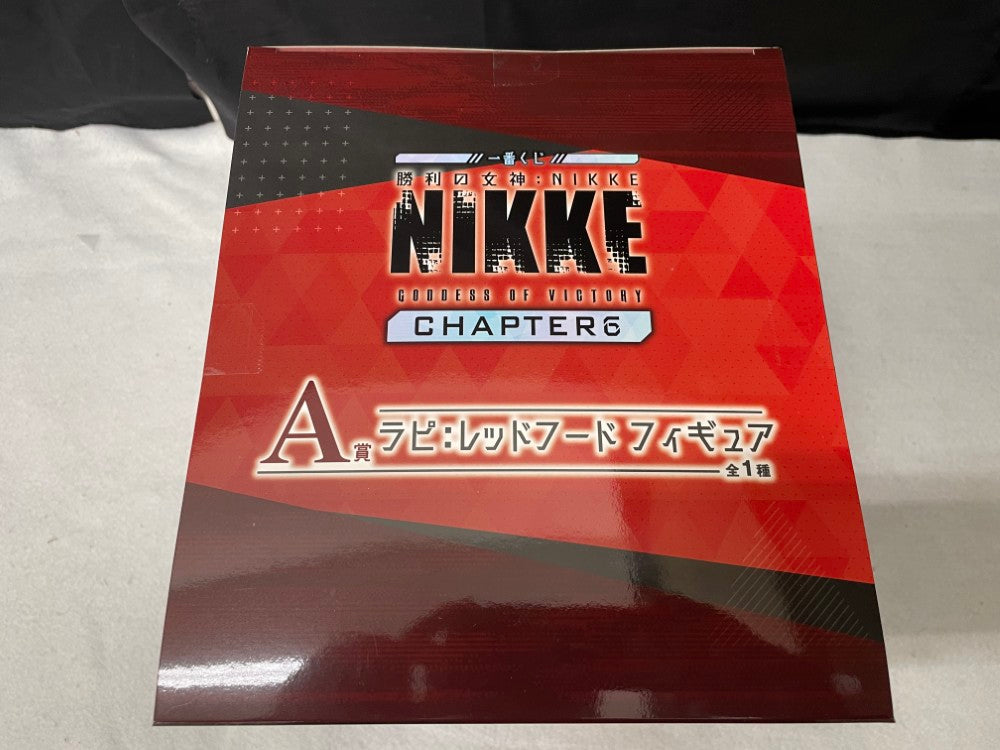 一番くじ
勝利の女神:NIKKE
NIKKE
GODDESS OF VICTORY
CHAPTER6
A賞 ラピ:レッドフード フィギュア
全1種